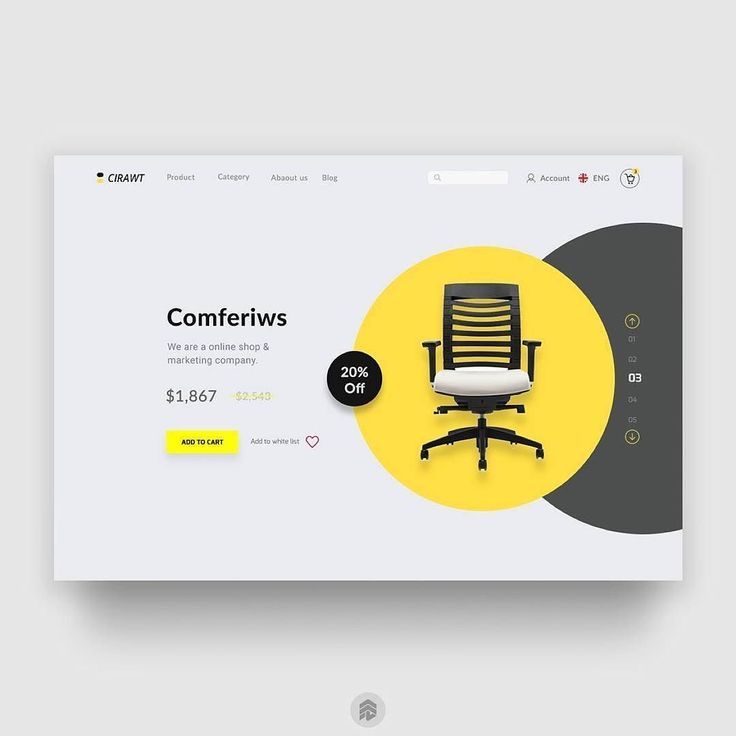 CIRAWT
Product
Category
Abaout us
Blog
Account
ENG
3
Comferiws
We are a online shop &
marketing company.
$1,867
$2,543
ADD TO CART
Add to white list
20%
Off
01
02
03
04
05